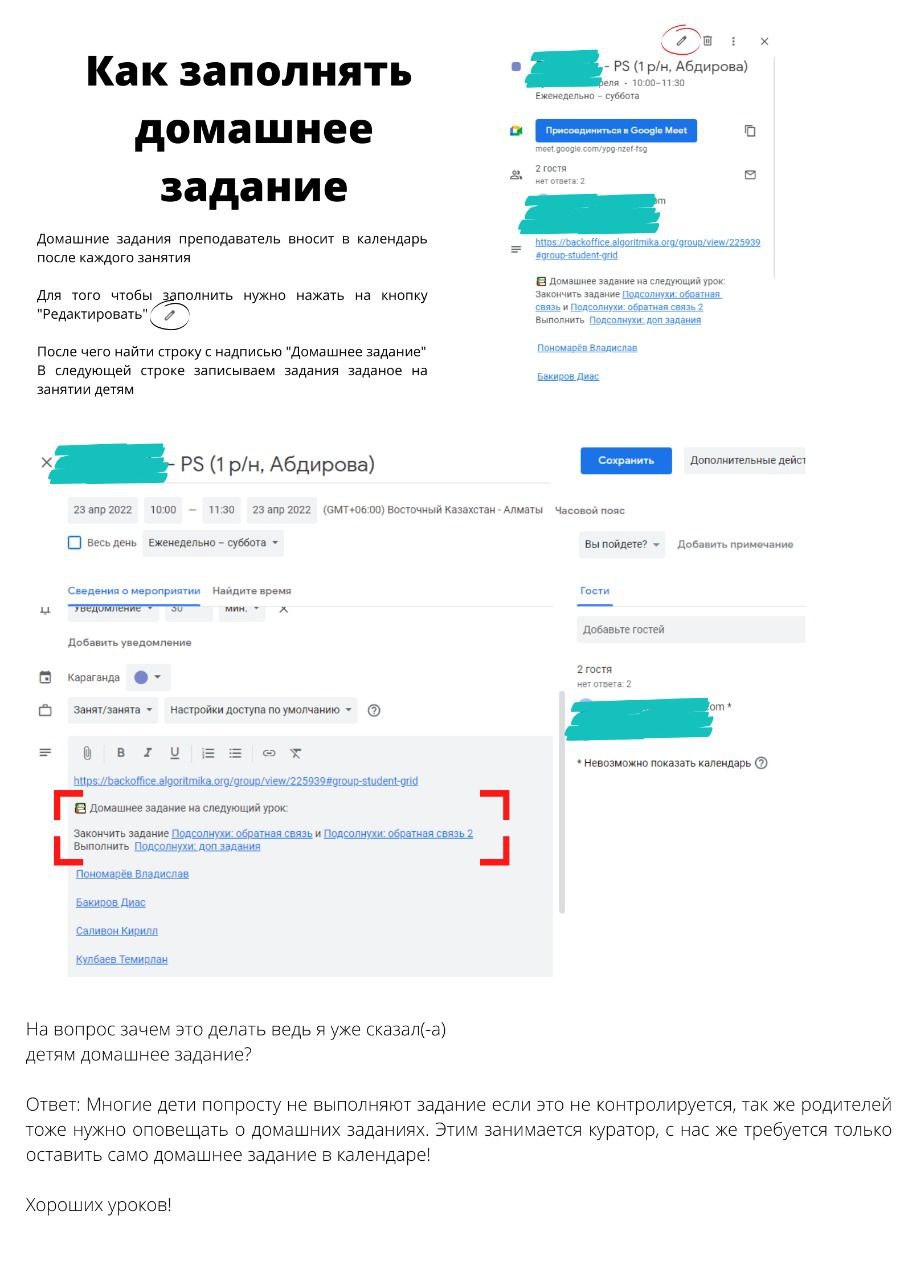 Как заполнять
домашнее
задание
Домашние задания преподаватель вносит в календарь
после каждого занятия
Для того чтобы заполнить нужно нажать на кнопку
"Редактировать"
После чего найти строку с надписью "Домашнее задание"
В следующей строке записываем задания заданое на
занятии детям
- PS (1 р/н, Абдирова)
10:00–11:30
Еженедельно – суббота
Присоединиться в Google Meet
meet.google.com/ypg-nzef-fsg
2 гостя
нет ответа: 2
https://backoffice.algoritmika.org/group/view/225939
#group-student-grid
Домашнее задание на следующий урок:
Закончить задание Подсолнухи: обратная
связь и Подсолнухи: обратная связь 2
Выполнить Подсолнухи: доп задания
Пономарёв Владислав
Бакиров Диас
- PS (1 р/н, Абдирова)
Сохранить
Дополнительные дейст
23 апр 2022 10:00 – 11:30 23 апр 2022 (GMT+06:00) Восточный Казахстан - Алматы Часовой пояс
Весь день Еженедельно – суббота
Вы пойдете? Добавить примечание
Сведения о мероприятии Найдите время
Гости
Уведомление 30 мин.
Добавьте гостей
Добавить уведомление
2 гостя
нет ответа: 2
Караганда
Занят/занята Настройки доступа по умолчанию
om *
* Невозможно показать календарь
B I U
https://backoffice.algoritmika.org/group/view/225939#group-student-grid
Домашнее задание на следующий урок:
Закончить задание Подсолнухи: обратная связь и Подсолнухи: обратная связь 2
Выполнить Подсолнухи: доп задания
Пономарёв Владислав
Бакиров Диас
Саливон Кирилл
Кулбаев Темирлан
На вопрос зачем это делать ведь я уже сказал(-а)
детям домашнее задание?
Ответ: Многие дети попросту не выполняют задание если это не контролируется, так же родителей
тоже нужно оповещать о домашних заданиях. Этим занимается куратор, с нас же требуется только
оставить само домашнее задание в календаре!
Хороших уроков!